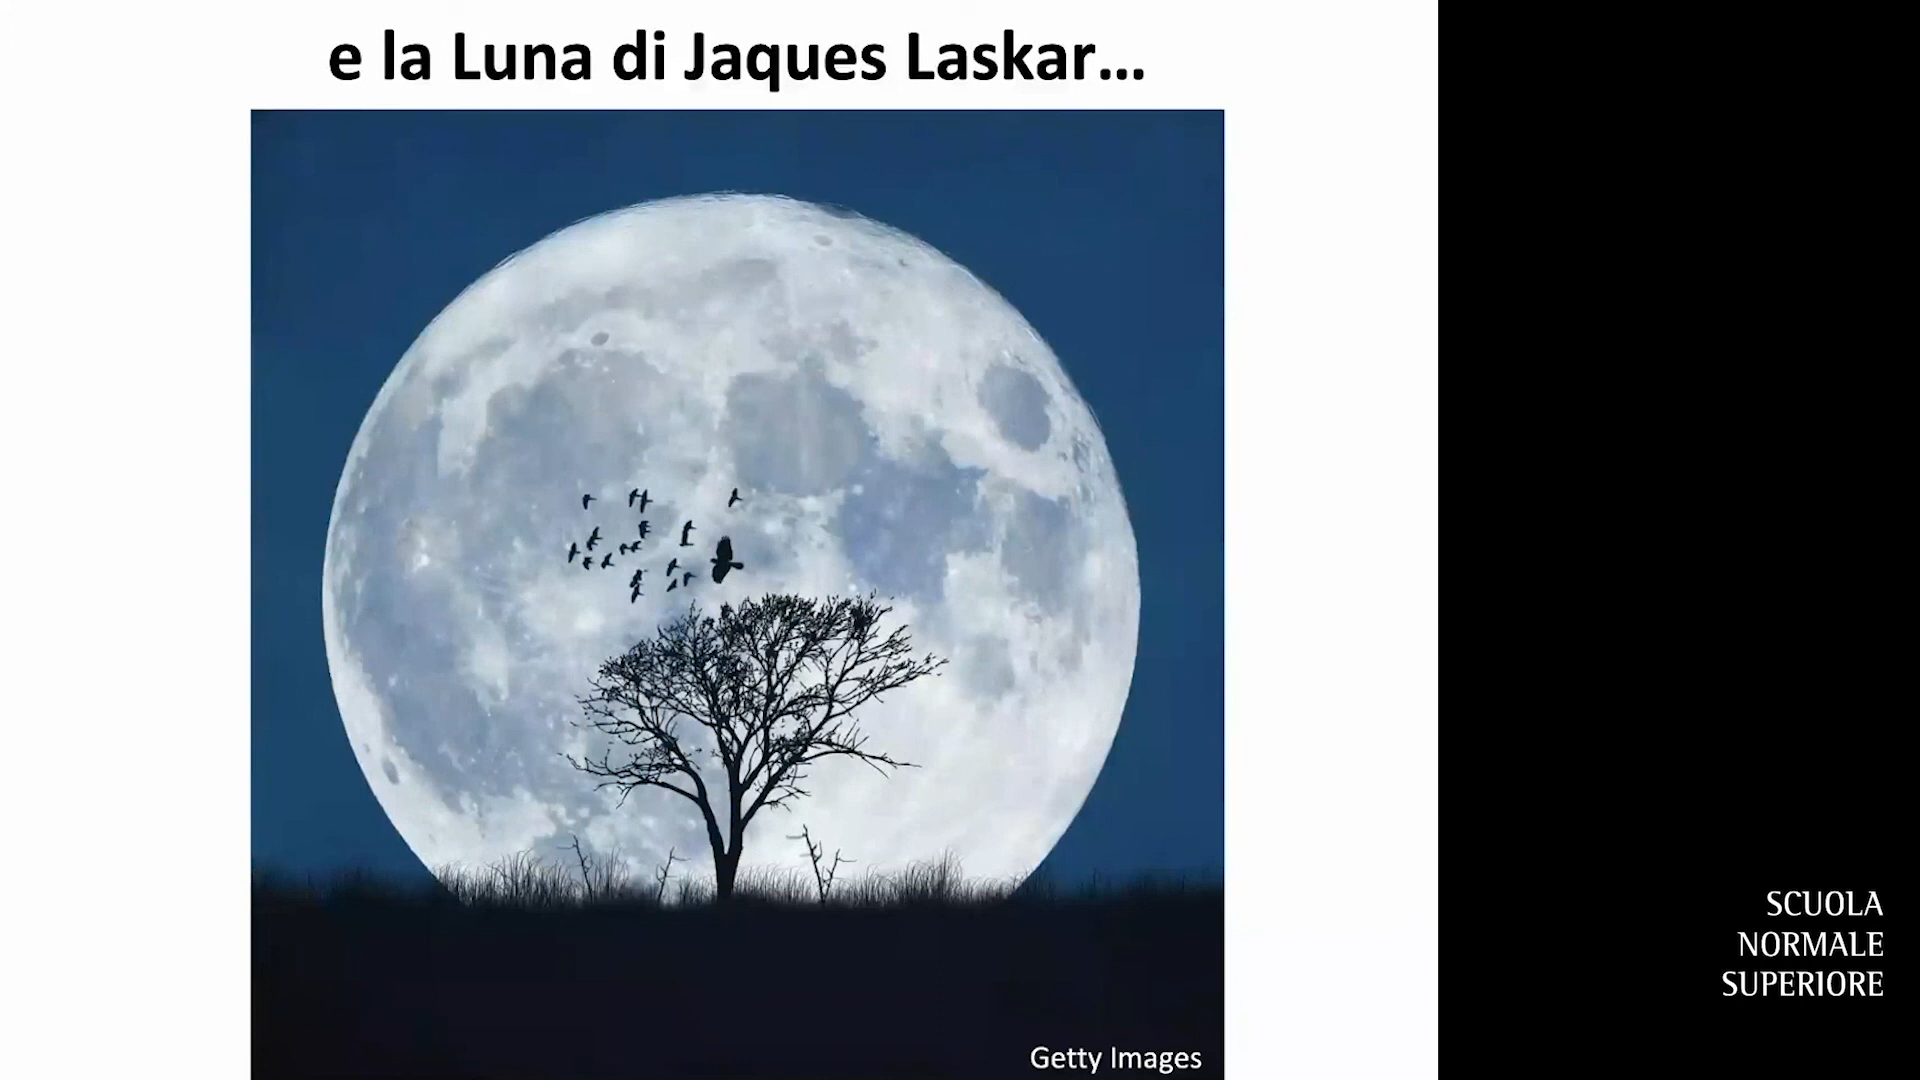 e la Luna di Jaques Laskar...
Getty Images
SCUOLA
NORMALE
SUPERIORE